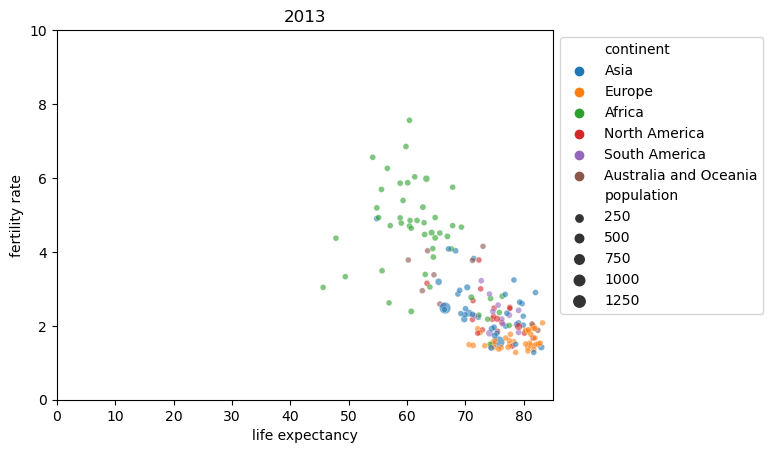 2013
10
8
6
4
2
0
fertility rate
0 10 20 30 40 50 60 70 80
life expectancy
continent
Asia
Europe
Africa
North America
South America
Australia and Oceania
population
250
500
750
1000
1250